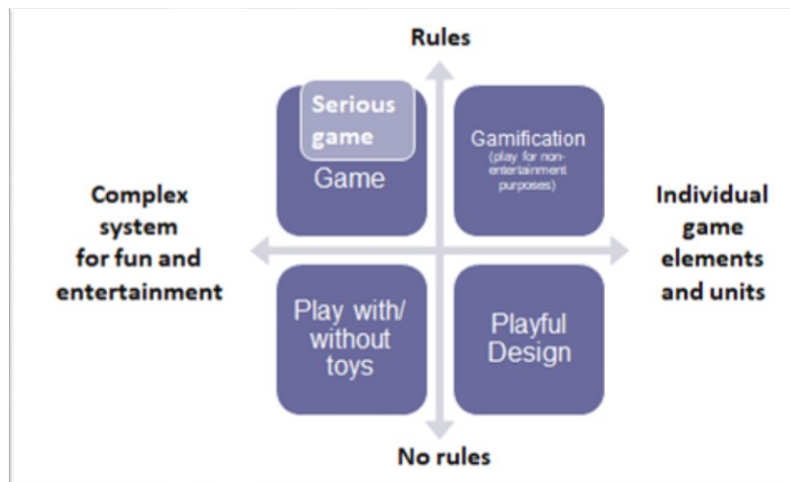 Rules
Serious
game
Game
Gamification
(play for non-
entertainment
purposes)
Complex
system
for fun and
entertainment
Individual
game
elements
and units
Play with/
without
toys
Playful
Design
No rules